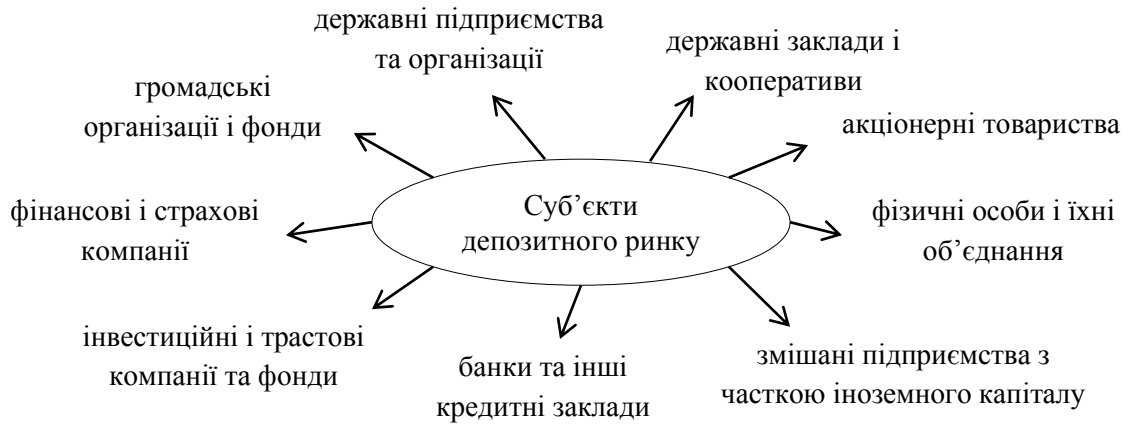 державні підприємства
та організації
державні заклади і
кооперативи
громадські
організації і фонди
акціонерні товариства
фінансові і страхові
компанії
Суб’єкти
депозитного ринку
фізичні особи і їхні
об’єднання
інвестиційні і трастові
компанії та фонди
банки та інші
кредитні заклади
змішані підприємства з
часткою іноземного капіталу